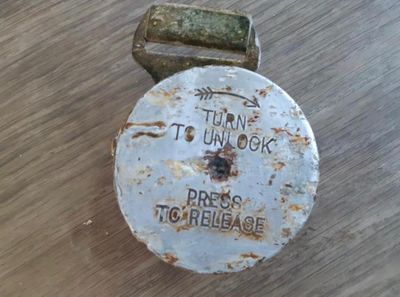 TURN
TO UNLOCK
PRESS
TO RELEASE